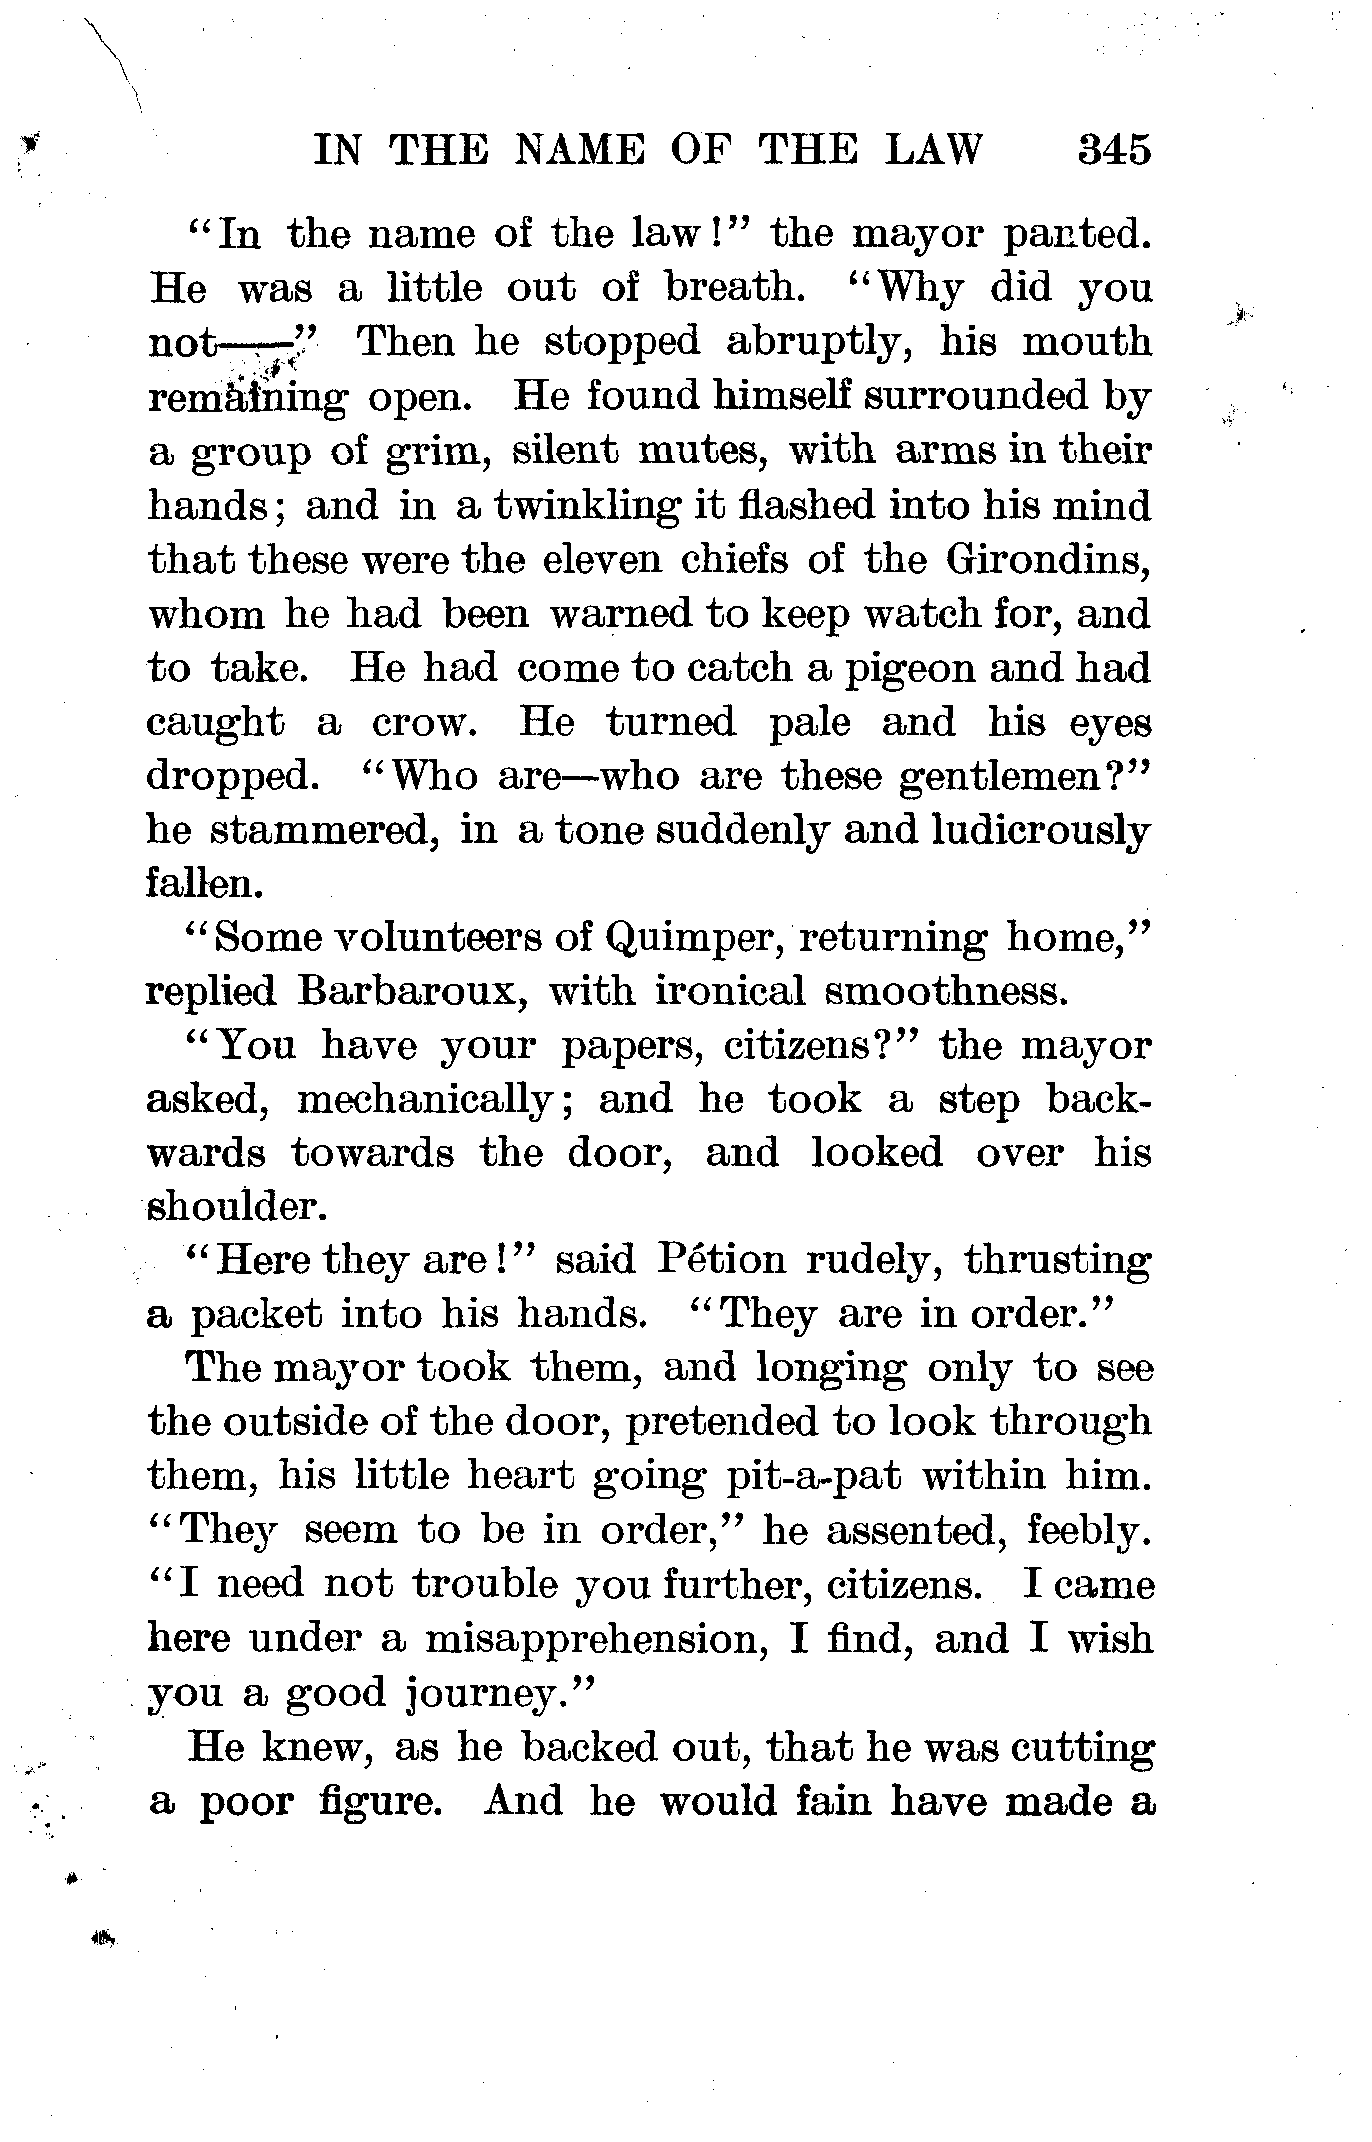 IN THE NAME OF THE LAW 345
"In the name of the law!" the mayor panted.
He was a little out of breath. "Why did you
not——" Then he stopped abruptly, his mouth
remaining open. He found himself surrounded by
a group of grim, silent mutes, with arms in their
hands; and in a twinkling it flashed into his mind
that these were the eleven chiefs of the Girondins,
whom he had been warned to keep watch for, and
to take. He had come to catch a pigeon and had
caught a crow. He turned pale and his eyes
dropped. "Who are—who are these gentlemen?"
he stammered, in a tone suddenly and ludicrously
fallen.
"Some volunteers of Quimper, returning home,"
replied Barbaroux, with ironical smoothness.
"You have your papers, citizens?" the mayor
asked, mechanically; and he took a step back-
wards towards the door, and looked over his
shoulder.
"Here they are!" said Pétion rudely, thrusting
a packet into his hands. "They are in order."
The mayor took them, and longing only to see
the outside of the door, pretended to look through
them, his little heart going pit-a-pat within him.
"They seem to be in order," he assented, feebly.
"I need not trouble you further, citizens. I came
here under a misapprehension, I find, and I wish
you a good journey."
He knew, as he backed out, that he was cutting
a poor figure. And he would fain have made a